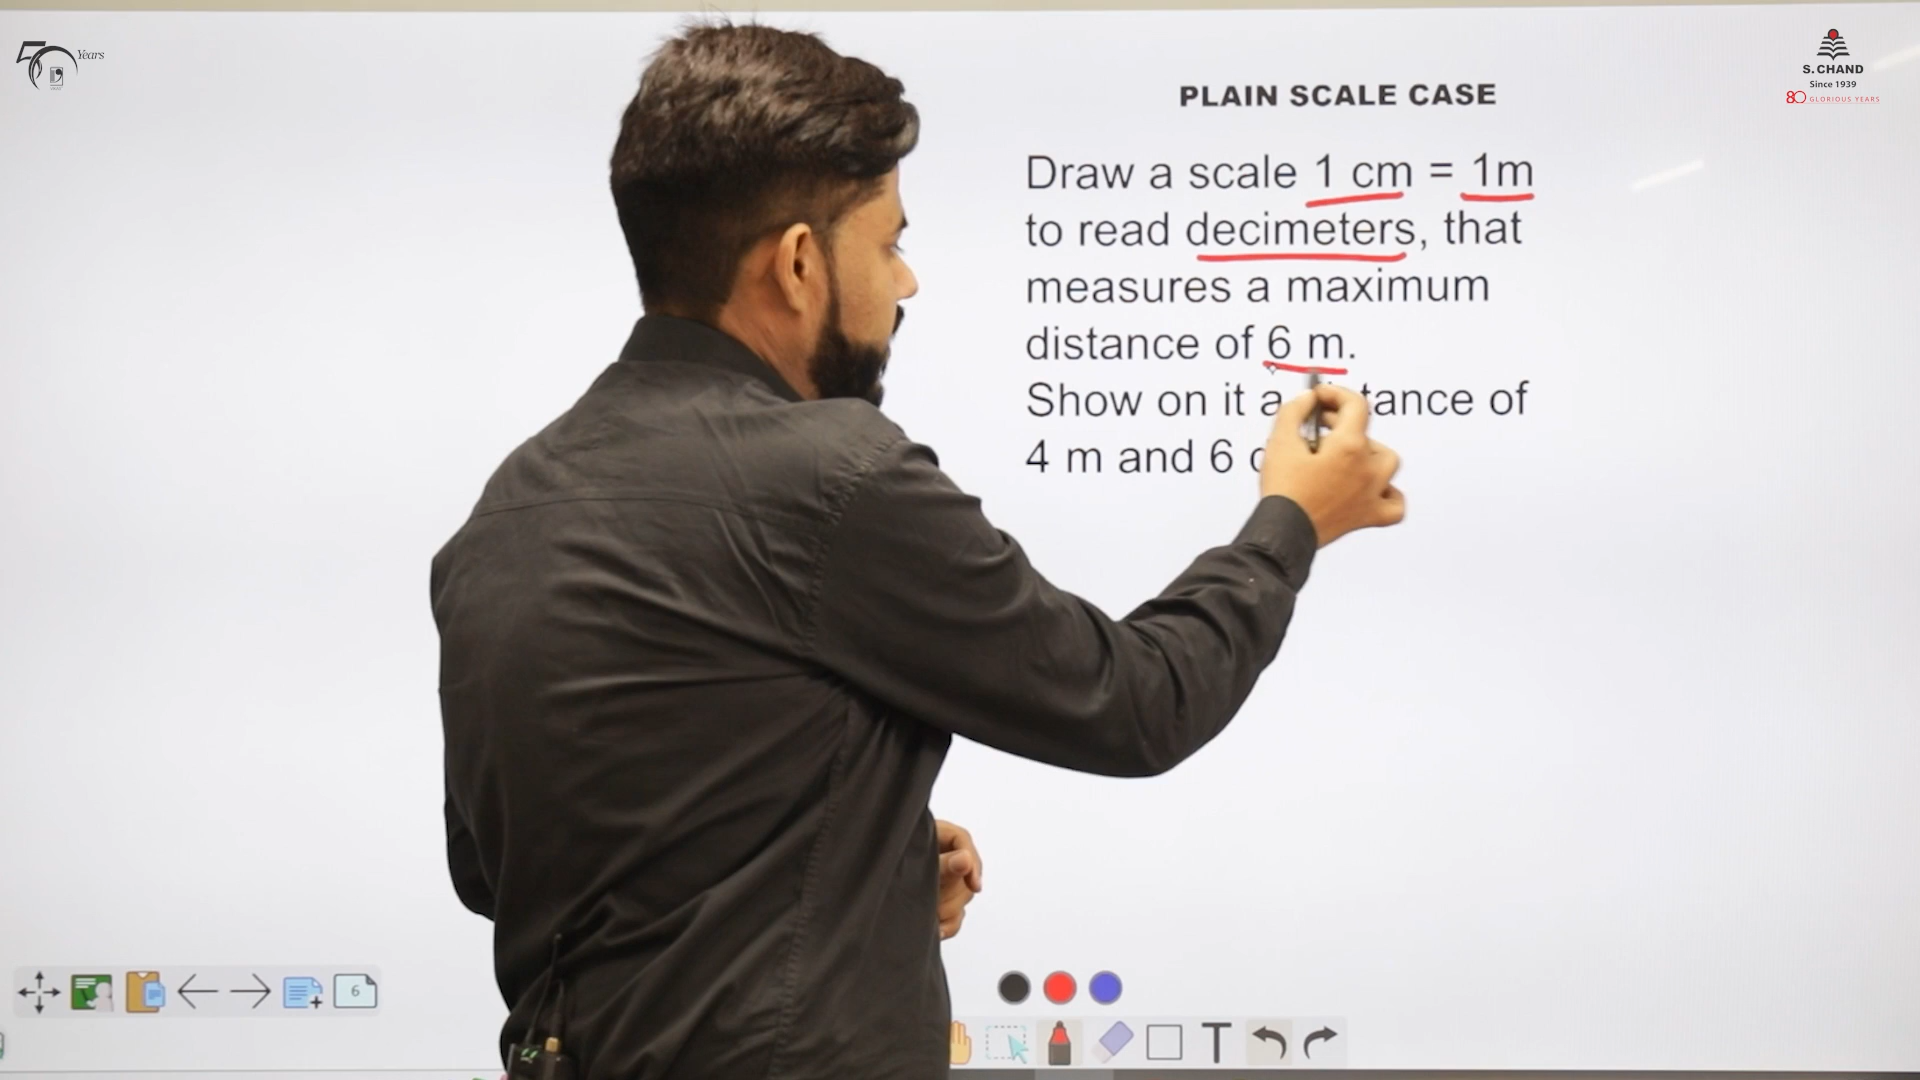 50 Years
S. CHAND
Since 1939
80 GLORIOUS YEARS
PLAIN SCALE CASE
Draw a scale 1 cm = 1m
to read decimeters, that
measures a maximum
distance of 6 m.
Show on it a of
4 m and 6
6
T